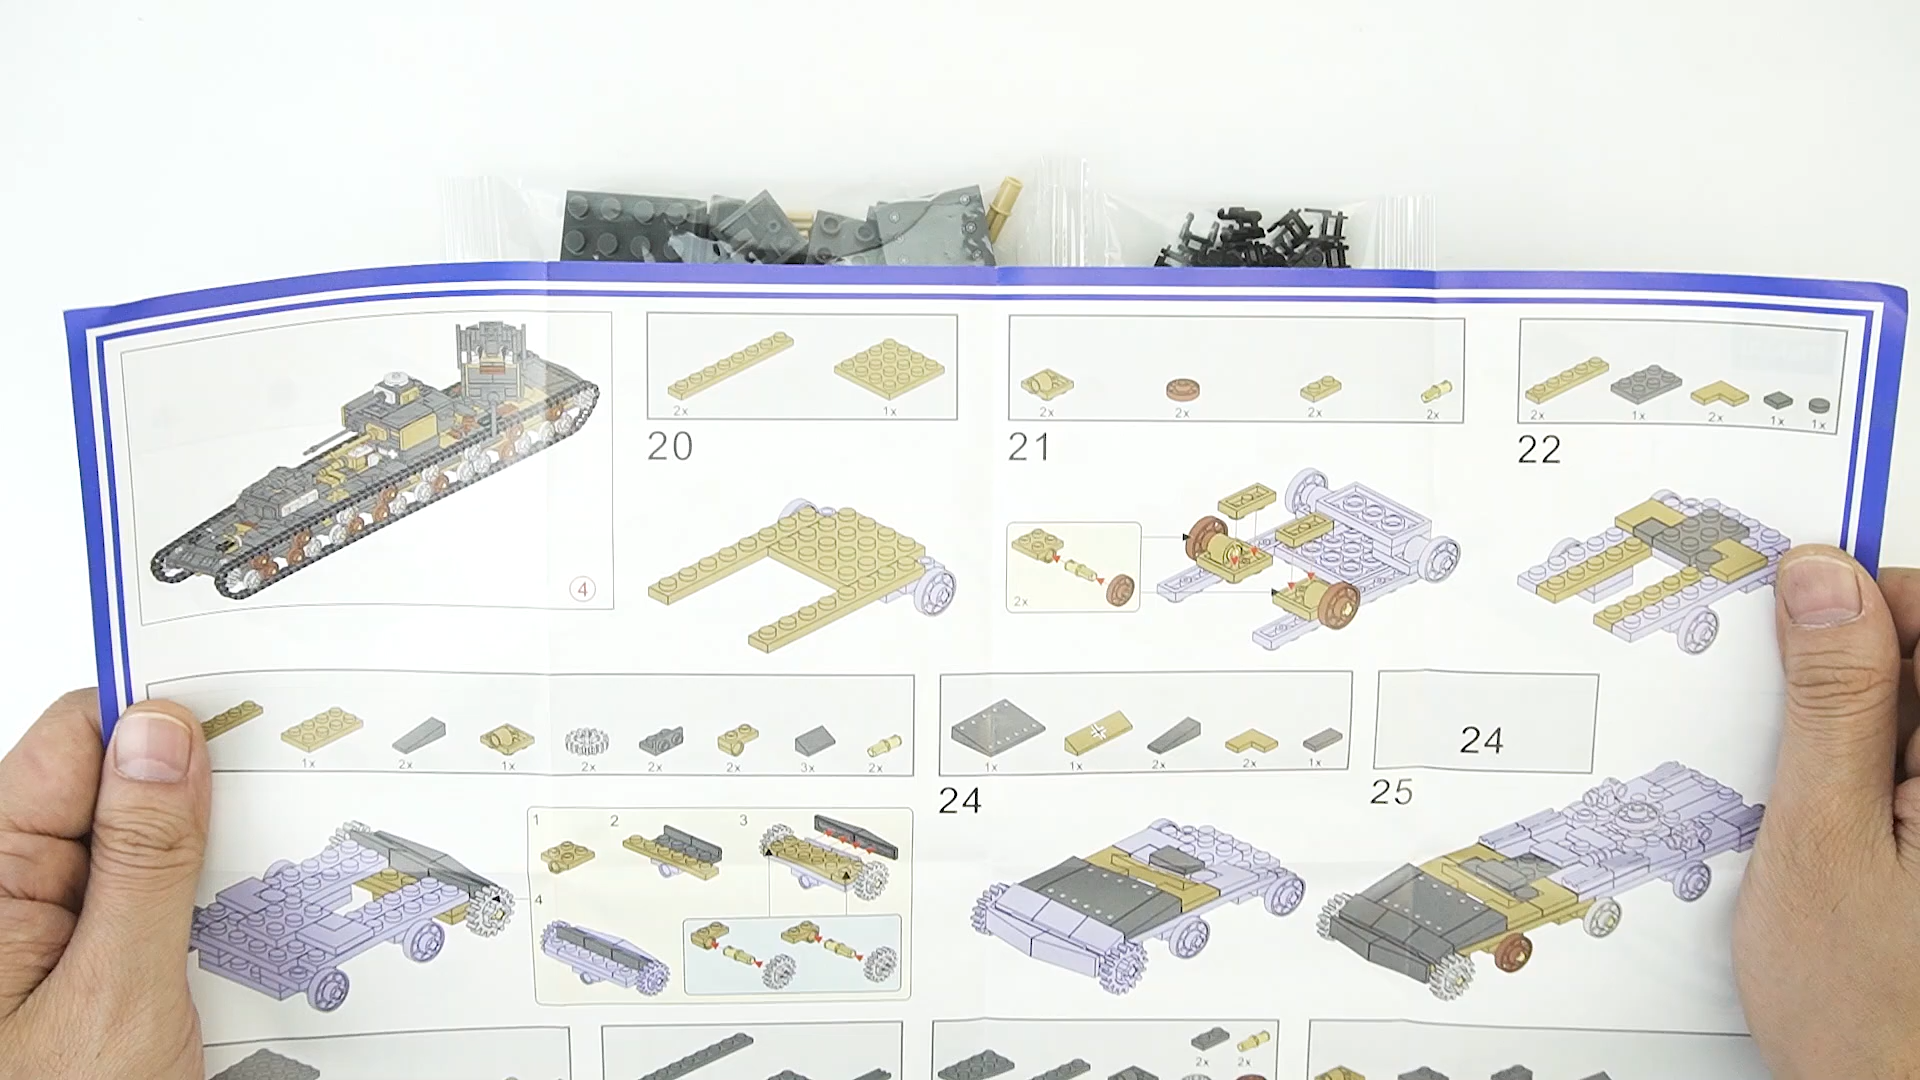 4
2x 1x
20
2x 2x 2x 2x
21
2x
2x 1x 2x 1x 1x
22
1x 2x 1x 2x 2x 2x 3x 2x
1 2 3
4
1x 1x 2x 2x 1x
24
24
25
2x 2x